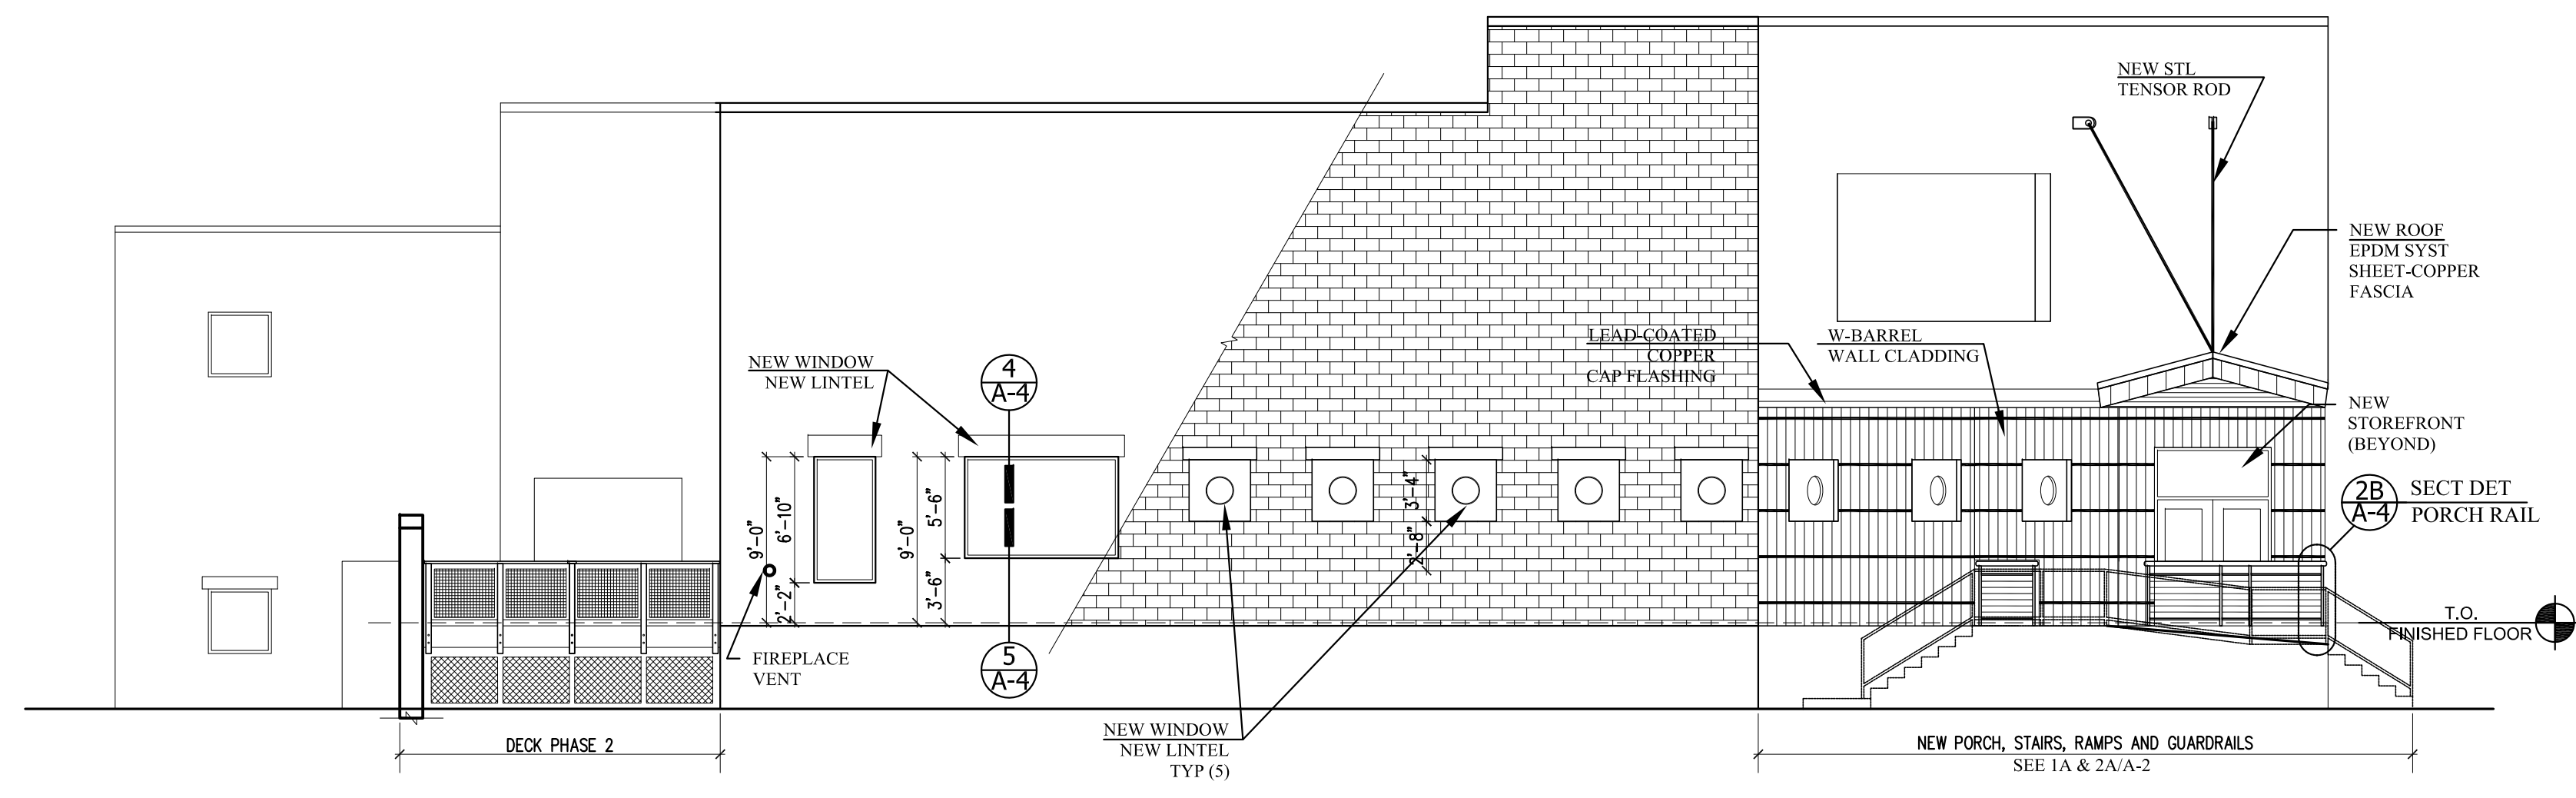 NEW STL
TENSOR ROD
NEW ROOF
EPDM SYST
SHEET-COPPER
FASCIA
LEAD-COATED
COPPER
CAP FLASHING
W-BARREL
WALL CLADDING
NEW WINDOW
NEW LINTEL
4
A-4
NEW
STOREFRONT
(BEYOND)
2B
A-4
SECT DET
PORCH RAIL
9'-0"
6'-10"
2'-2"
9'-0"
5'-6"
3'-6"
3'-4"
2'-8"
T.O.
FINISHED FLOOR
FIREPLACE
VENT
5
A-4
NEW WINDOW
NEW LINTEL
TYP (5)
DECK PHASE 2
NEW PORCH, STAIRS, RAMPS AND GUARDRAILS
SEE 1A & 2A/A-2